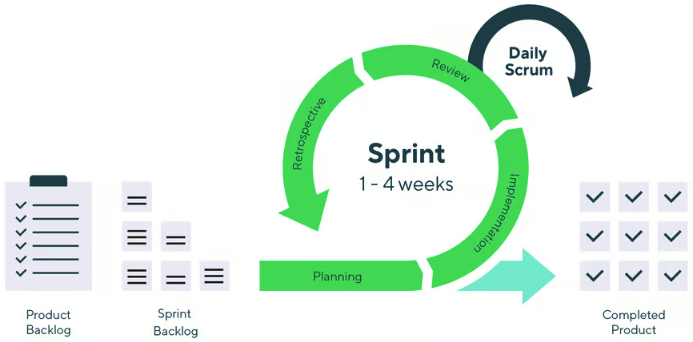 Daily
Scrum
Review
Retrospective
Sprint
1 - 4 weeks
Implementation
Planning
Product
Backlog
Sprint
Backlog
Completed
Product